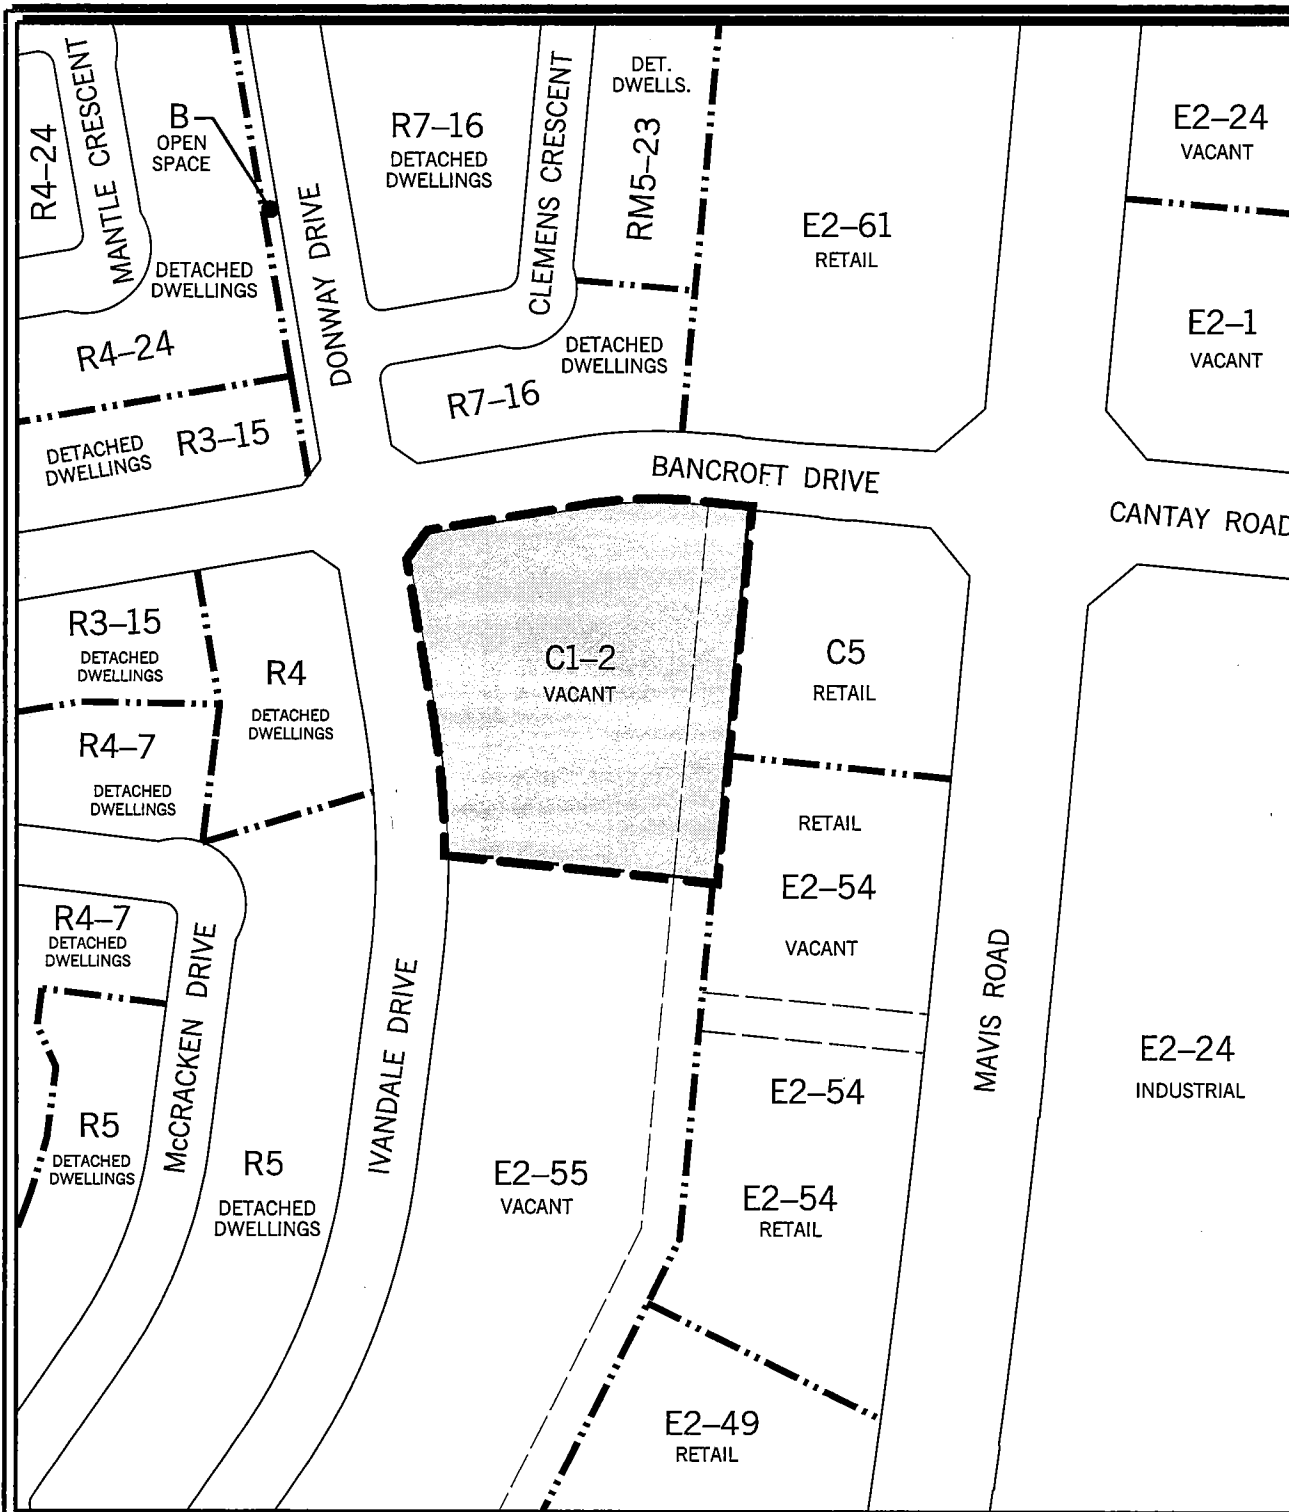 R4–24
MANTLE CRESCENT
B
OPEN
SPACE
DETACHED
DWELLINGS
R4–24
DONWAY DRIVE
R7–16
DETACHED
DWELLINGS
CLEMENS CRESCENT
DET.
DWELLS.
RM5–23
E2–61
RETAIL
E2–24
VACANT
E2–1
VACANT
DETACHED
DWELLINGS
R3–15
R7–16
DETACHED
DWELLINGS
BANCROFT DRIVE
CANTAY ROAD
R3–15
DETACHED
DWELLINGS
R4
DETACHED
DWELLINGS
C1–2
VACANT
C5
RETAIL
R4–7
DETACHED
DWELLINGS
RETAIL
E2–54
VACANT
R4–7
DETACHED
DWELLINGS
McCRACKEN DRIVE
IVANDALE DRIVE
MAVIS ROAD
E2–54
E2–24
INDUSTRIAL
R5
DETACHED
DWELLINGS
R5
DETACHED
DWELLINGS
E2–55
VACANT
E2–54
RETAIL
E2–49
RETAIL